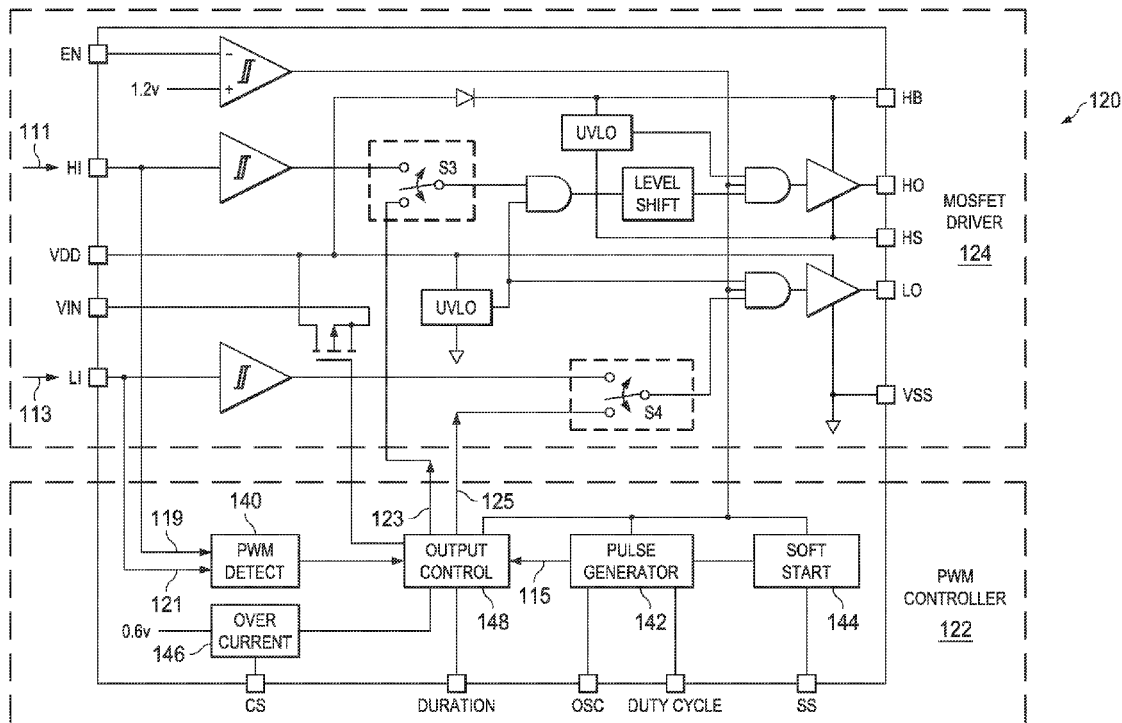 EN
−
+
1.2v
120
HB
UVLO
111
HI
S3
LEVEL
SHIFT
HO
MOSFET
DRIVER
124
HS
VDD
VIN
UVLO
LO
LI
113
S4
VSS
123
125
140
119
PWM
DETECT
121
OUTPUT
CONTROL
148
115
PULSE
GENERATOR
142
SOFT
START
144
PWM
CONTROLLER
122
0.6v
146
OVER
CURRENT
CS
DURATION
OSC
DUTY CYCLE
SS